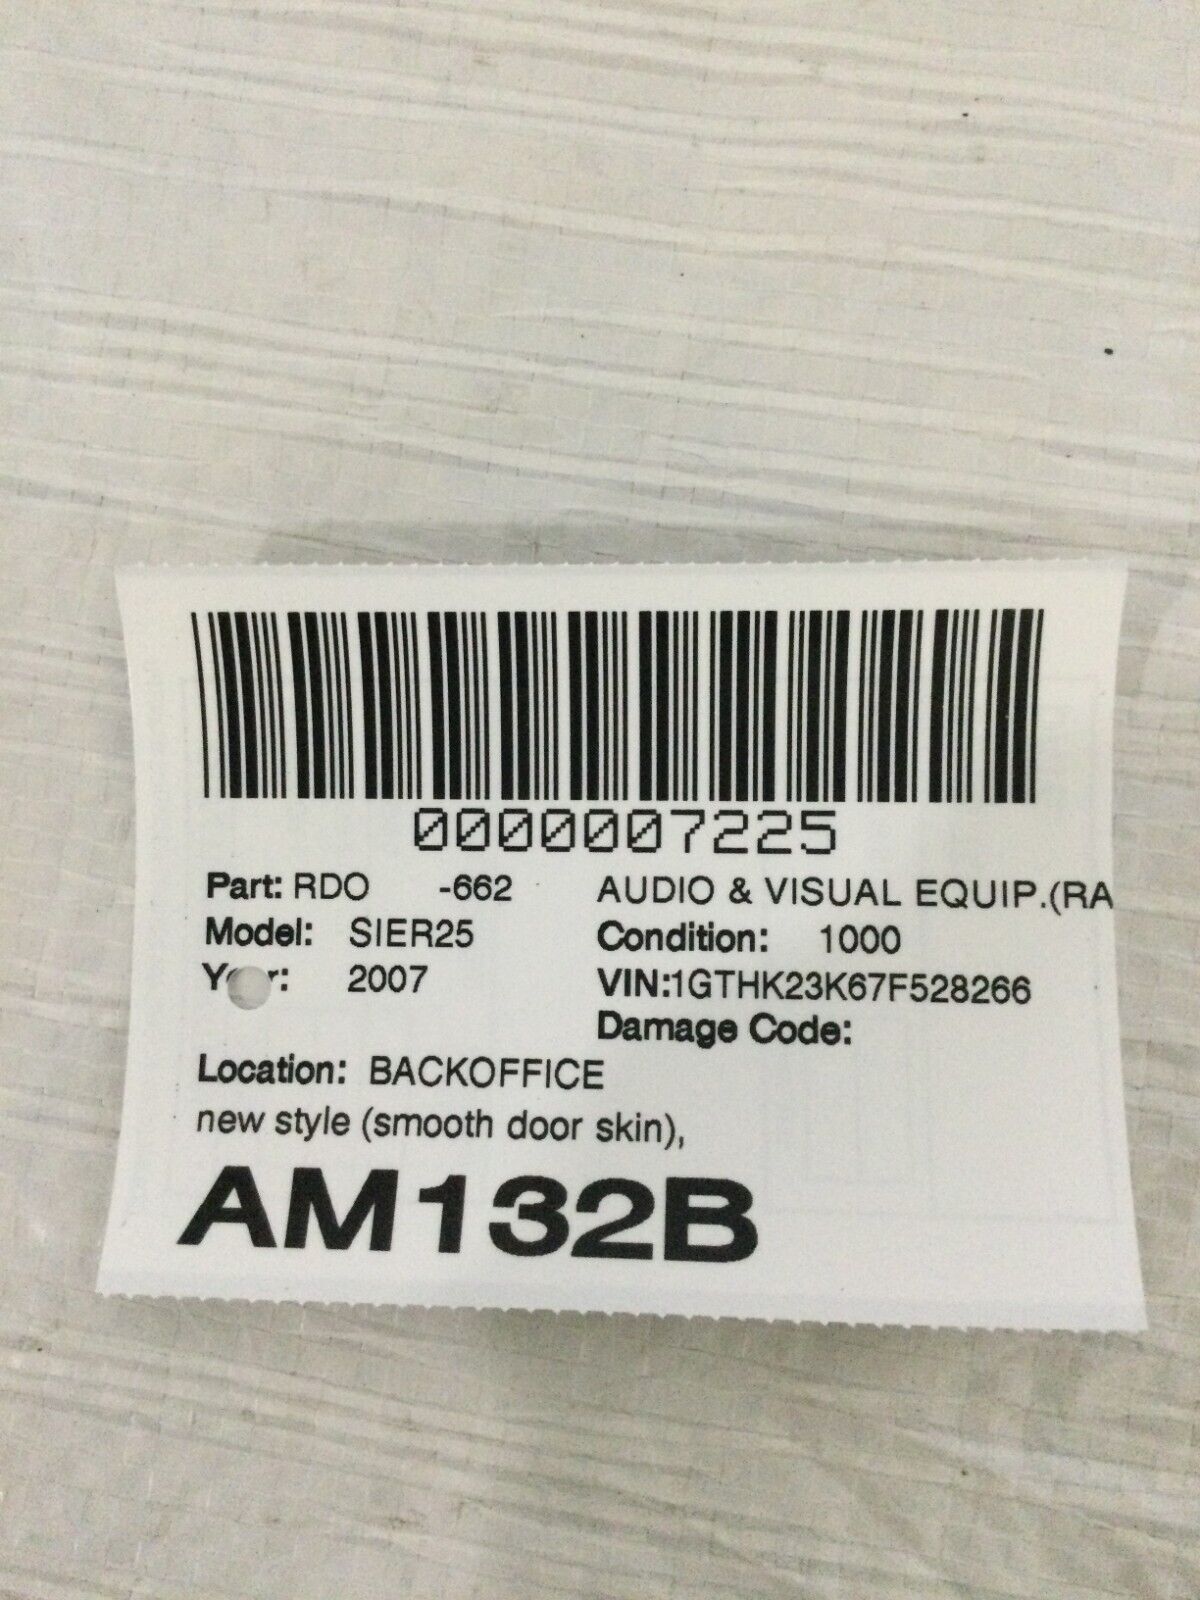 0000007225
Part: RDO -662 AUDIO & VISUAL EQUIP.(RA
Model: SIER25 Condition: 1000
Year: 2007 VIN:1GTHK23K67F528266
Damage Code:
Location: BACKOFFICE
new style (smooth door skin),
AM132B